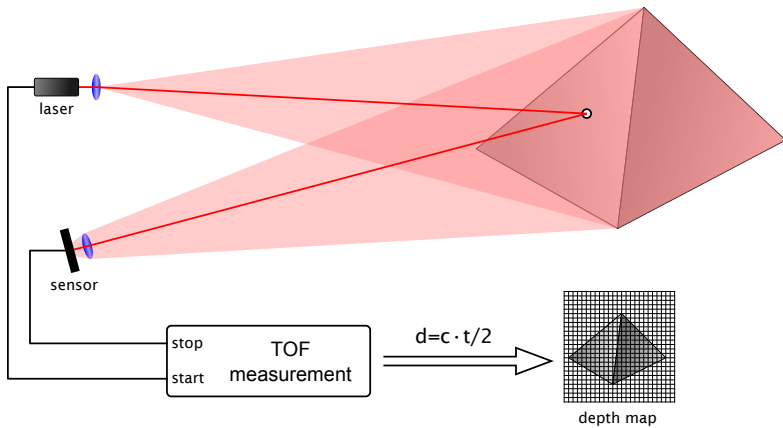 laser
sensor
stop
start
TOF
measurement
d=c·t/2
depth map